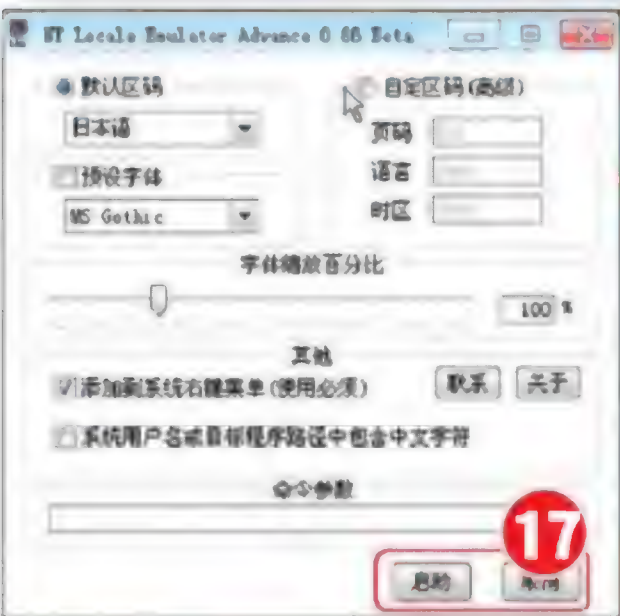 NT Locale Emulator Advance 0.86 Beta
默认区码
自定区码(高级)
日本语
页码
预设字体
语言
MS Gothic
时区
字体缩放百分比
100 %
其他
添加到系统右键菜单(使用必须)
联系
关于
系统用户名或目标程序路径中包含中文字符
命令参数
17
启动
取消